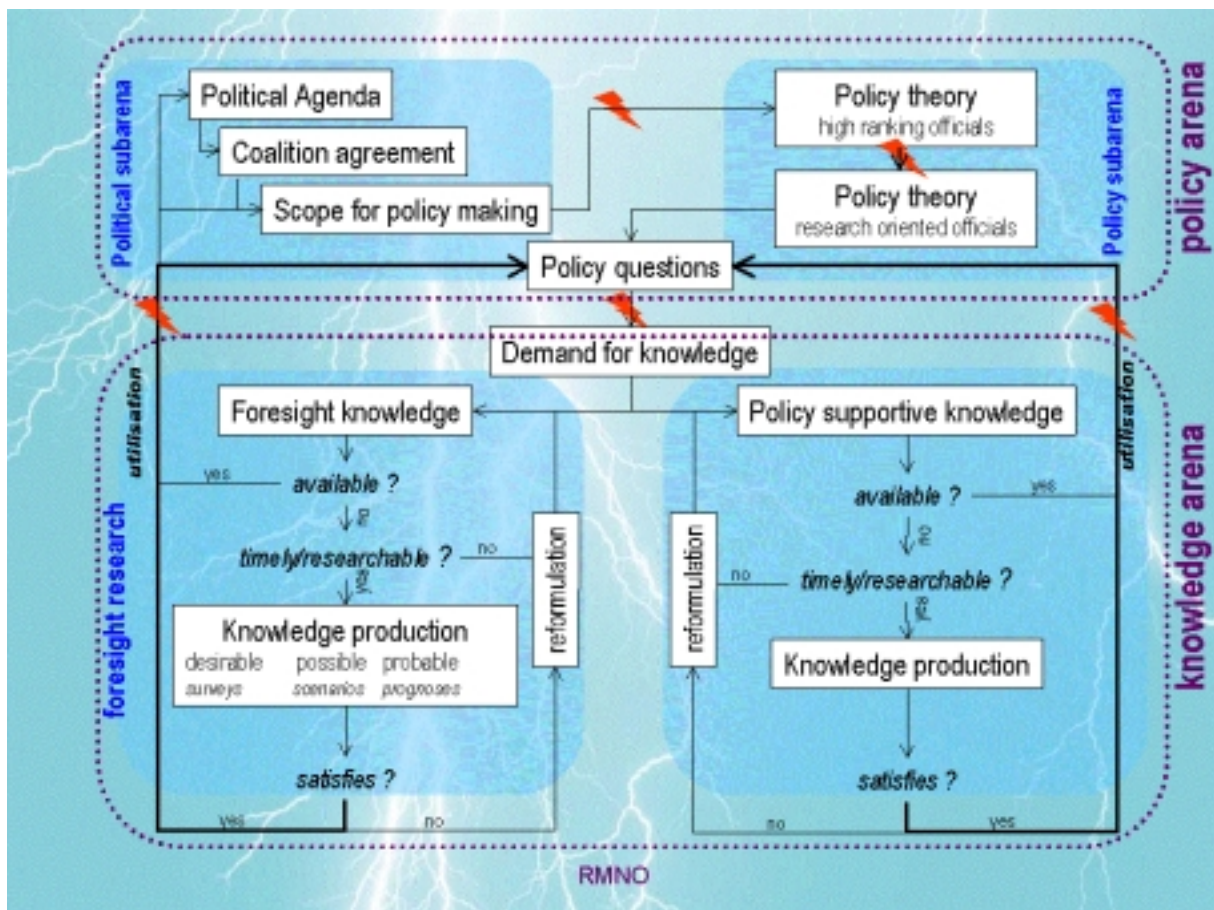 Political Agenda
Coalition agreement
Scope for policy making
Political subarena
Policy theory
high ranking officials
Policy theory
research oriented officials
Policy subarena
policy arena
Policy questions
Demand for knowledge
Foresight knowledge
Policy supportive knowledge
utilisation
utilisation
yes
available ?
no
timely/researchable ?
no
yes
Knowledge production
desirable possible probable
surveys scenarios prognoses
satisfies ?
yes
no
reformulation
foresight research
reformulation
available ?
yes
no
timely/researchable ?
no
yes
Knowledge production
satisfies ?
no
yes
knowledge arena
RMNO